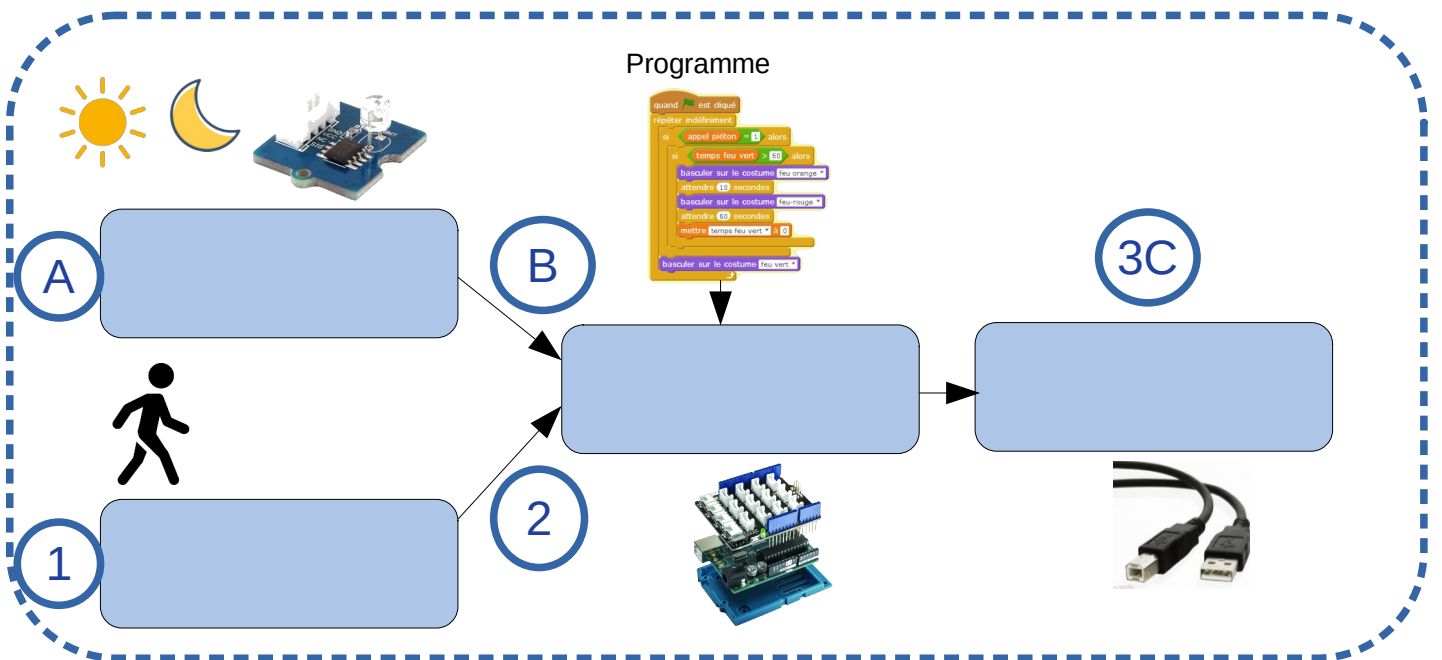 Programme
quand est cliqué
répéter indéfiniment
si appel piéton = 1 alors
si temps feu vert > 60 alors
basculer sur le costume feu orange
attendre 10 secondes
basculer sur le costume feu-rouge
attendre 60 secondes
mettre temps feu vert à 0
basculer sur le costume feu vert
A
B
3C
1
2